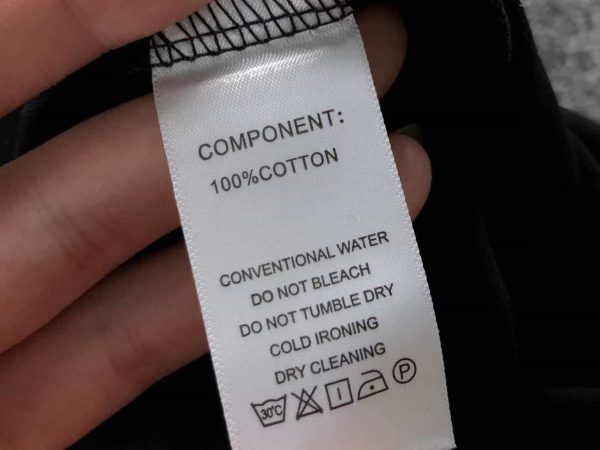 COMPONENT:
100%COTTON
CONVENTIONAL WATER
DO NOT BLEACH
DO NOT TUMBLE DRY
COLD IRONING
DRY CLEANING
30°C P